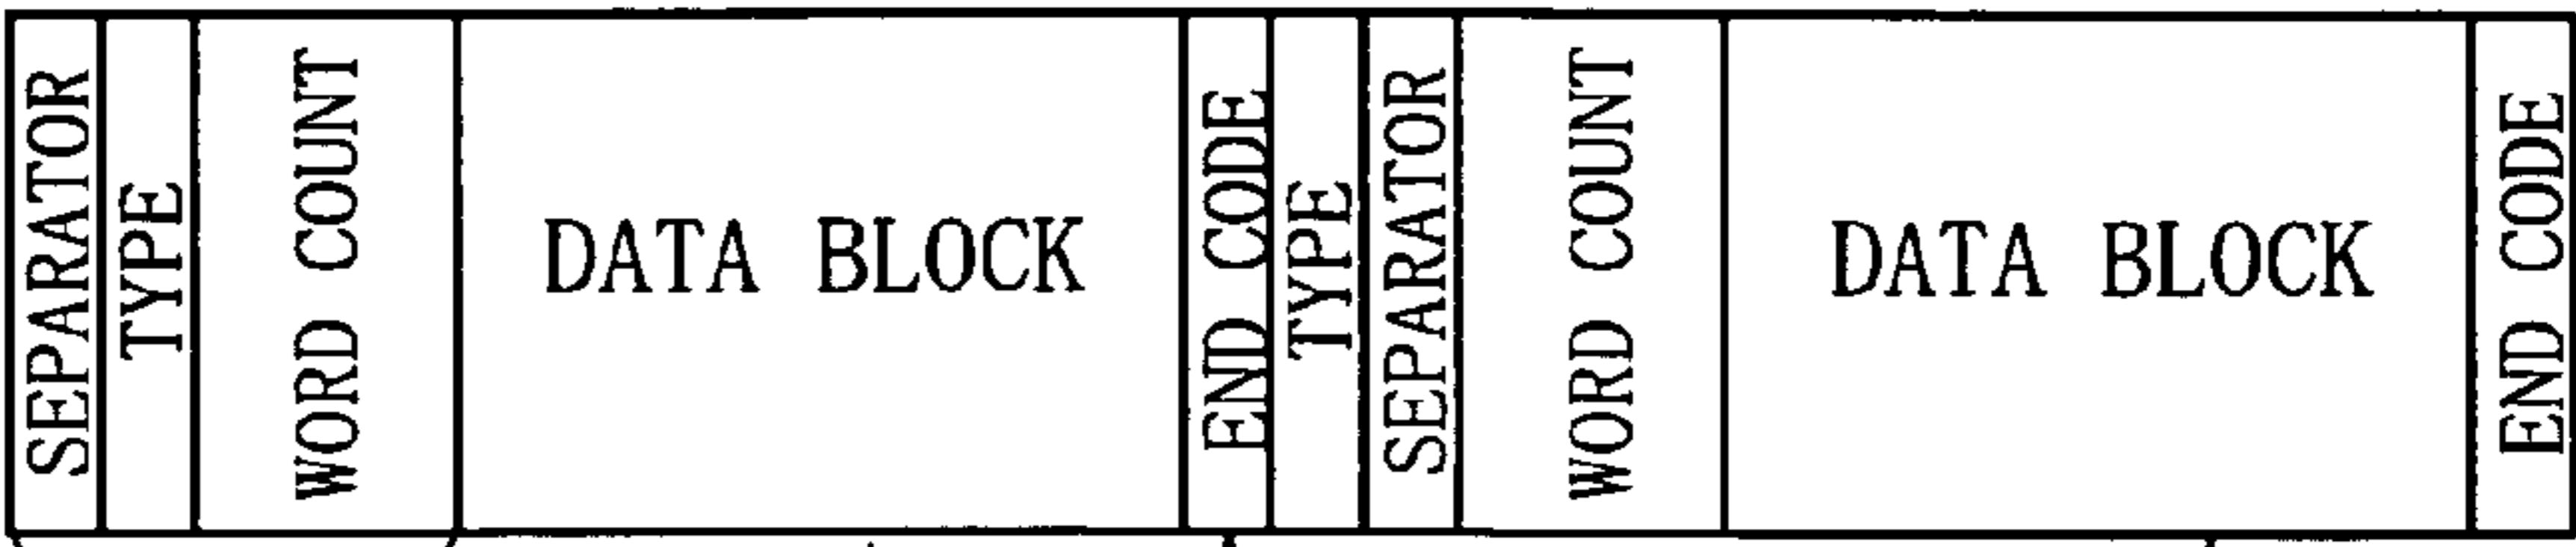 SEPARATOR
TYPE
WORD COUNT
DATA BLOCK
END CODE
TYPE
SEPARATOR
WORD COUNT
DATA BLOCK
END CODE